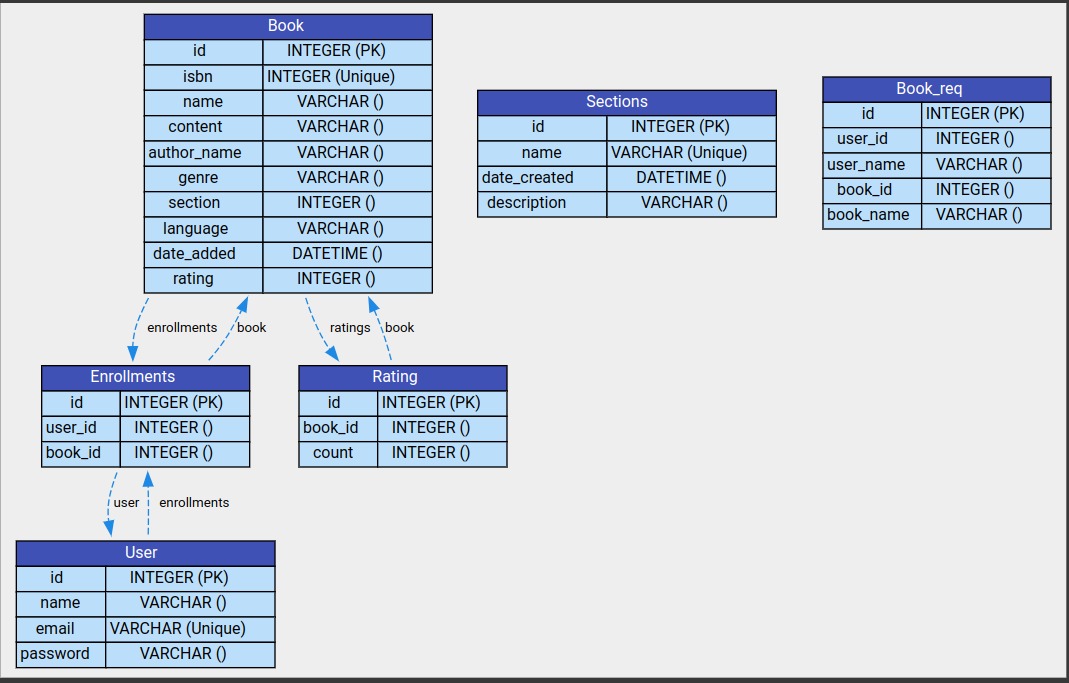 Book
id INTEGER (PK)
isbn INTEGER (Unique)
name VARCHAR ()
content VARCHAR ()
author_name VARCHAR ()
genre VARCHAR ()
section INTEGER ()
language VARCHAR ()
date_added DATETIME ()
rating INTEGER ()
Sections
id INTEGER (PK)
name VARCHAR (Unique)
date_created DATETIME ()
description VARCHAR ()
Book_req
id INTEGER (PK)
user_id INTEGER ()
user_name VARCHAR ()
book_id INTEGER ()
book_name VARCHAR ()
enrollments book ratings book
Enrollments
id INTEGER (PK)
user_id INTEGER ()
book_id INTEGER ()
Rating
id INTEGER (PK)
book_id INTEGER ()
count INTEGER ()
user enrollments
User
id INTEGER (PK)
name VARCHAR ()
email VARCHAR (Unique)
password VARCHAR ()